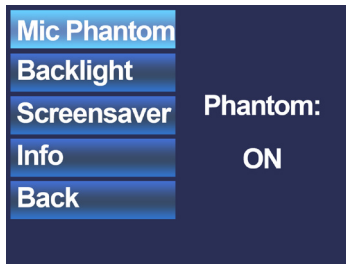 Mic Phantom
Backlight
Screensaver
Info
Back
Phantom:
ON